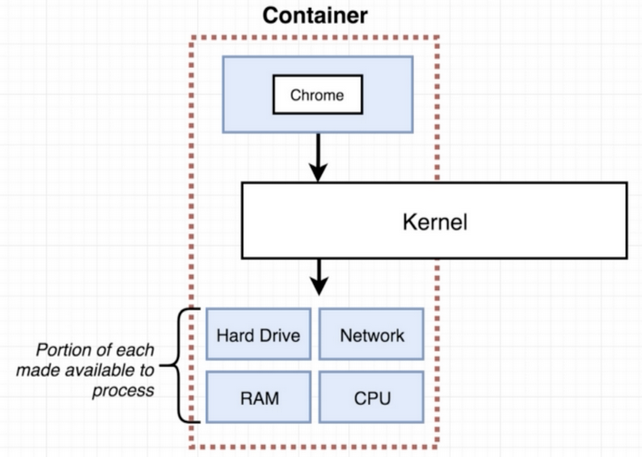 Container
Chrome
Kernel
Hard Drive
Network
Portion of each
made available to
process
RAM
CPU